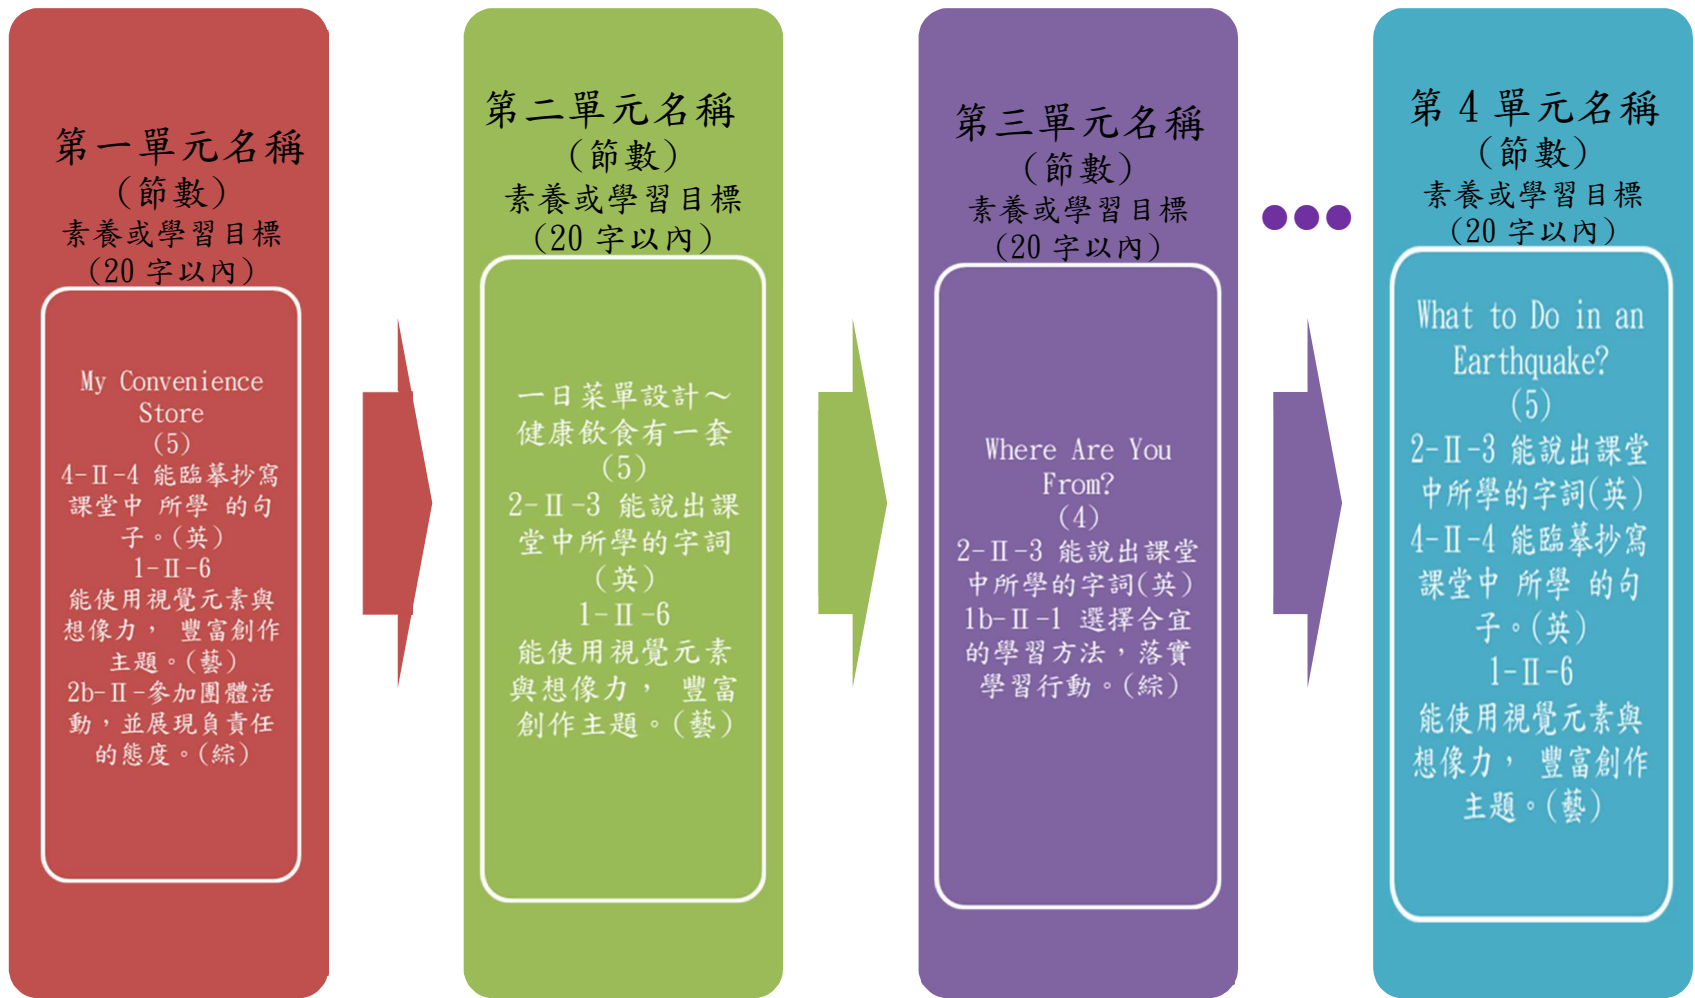 第一單元名稱
(節數)
素養或學習目標
(20 字以內)
My Convenience
Store
(5)
4-Ⅱ-4 能臨摹抄寫
課堂中 所學 的句
子。(英)
1-Ⅱ-6
能使用視覺元素與
想像力， 豐富創作
主題。(藝)
2b-Ⅱ-參加團體活
動，並展現負責任
的態度。(綜)
第二單元名稱
(節數)
素養或學習目標
(20 字以內)
一日菜單設計～
健康飲食有一套
(5)
2-Ⅱ-3 能說出課
堂中所學的字詞
(英)
1-Ⅱ-6
能使用視覺元素
與想像力， 豐富
創作主題。(藝)
第三單元名稱
(節數)
素養或學習目標
(20 字以內)
Where Are You
From?
(4)
2-Ⅱ-3 能說出課堂
中所學的字詞(英)
1b-Ⅱ-1 選擇合宜
的學習方法，落實
學習行動。(綜)
第 4 單元名稱
(節數)
素養或學習目標
(20 字以內)
What to Do in an
Earthquake?
(5)
2-Ⅱ-3 能說出課堂
中所學的字詞(英)
4-Ⅱ-4 能臨摹抄寫
課堂中 所學 的句
子。(英)
1-Ⅱ-6
能使用視覺元素與
想像力， 豐富創作
主題。(藝)